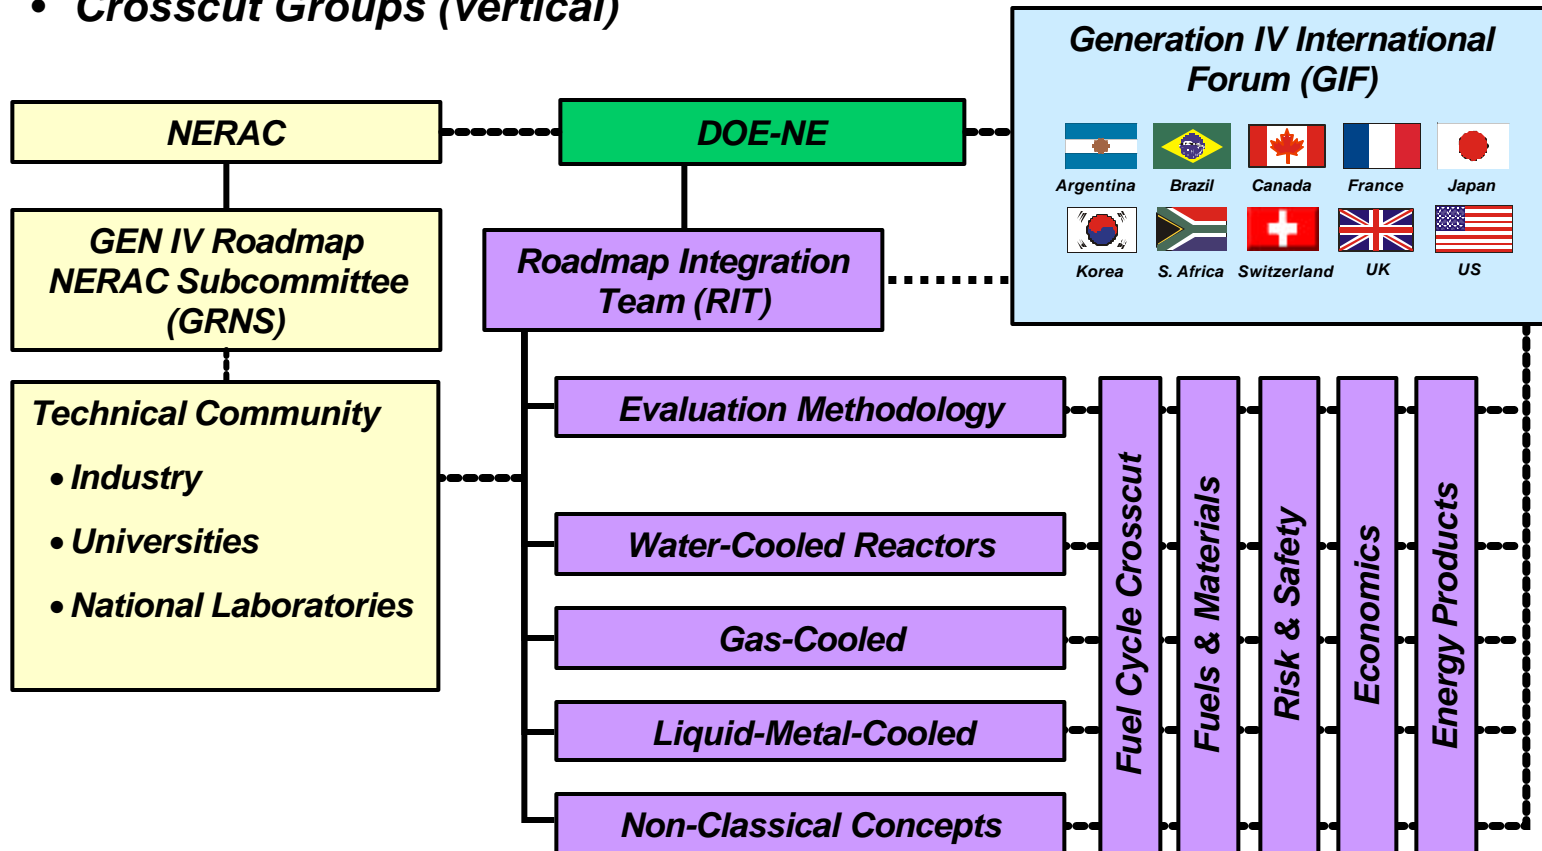 • Crosscut Groups (vertical)
Generation IV International
Forum (GIF)
NERAC
DOE-NE
Argentina
Brazil
Canada
France
Japan
GEN IV Roadmap
NERAC Subcommittee
(GRNS)
Roadmap Integration
Team (RIT)
Korea
S. Africa
Switzerland
UK
US
Technical Community
• Industry
• Universities
• National Laboratories
Evaluation Methodology
Water-Cooled Reactors
Gas-Cooled
Liquid-Metal-Cooled
Non-Classical Concepts
Fuel Cycle Crosscut
Fuels & Materials
Risk & Safety
Economics
Energy Products